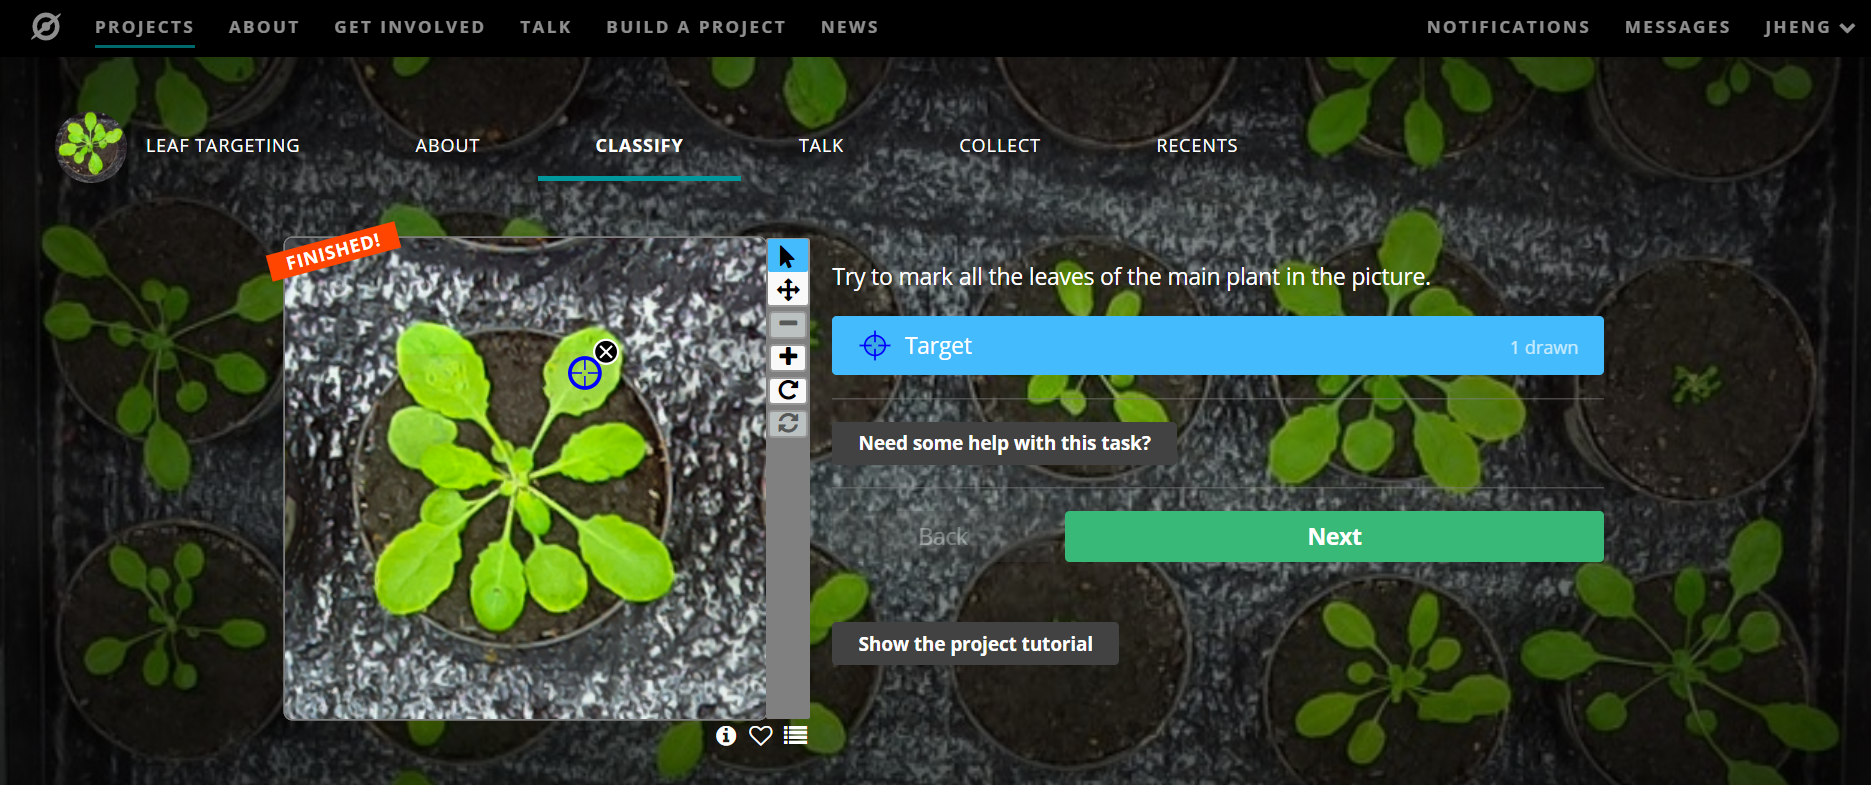 PROJECTS ABOUT GET INVOLVED TALK BUILD A PROJECT NEWS NOTIFICATIONS MESSAGES JHENG
LEAF TARGETING ABOUT CLASSIFY TALK COLLECT RECENTS
FINISHED!
Try to mark all the leaves of the main plant in the picture.
Target 1 drawn
Need some help with this task?
Back Next
Show the project tutorial